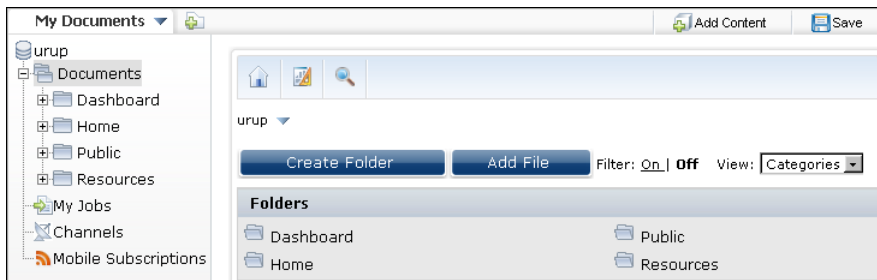 My Documents
Add Content
Save
urup
Documents
Dashboard
Home
Public
Resources
My Jobs
Channels
Mobile Subscriptions
urup
Create Folder
Add File
Filter: On | Off
View: Categories
Folders
Dashboard
Public
Home
Resources